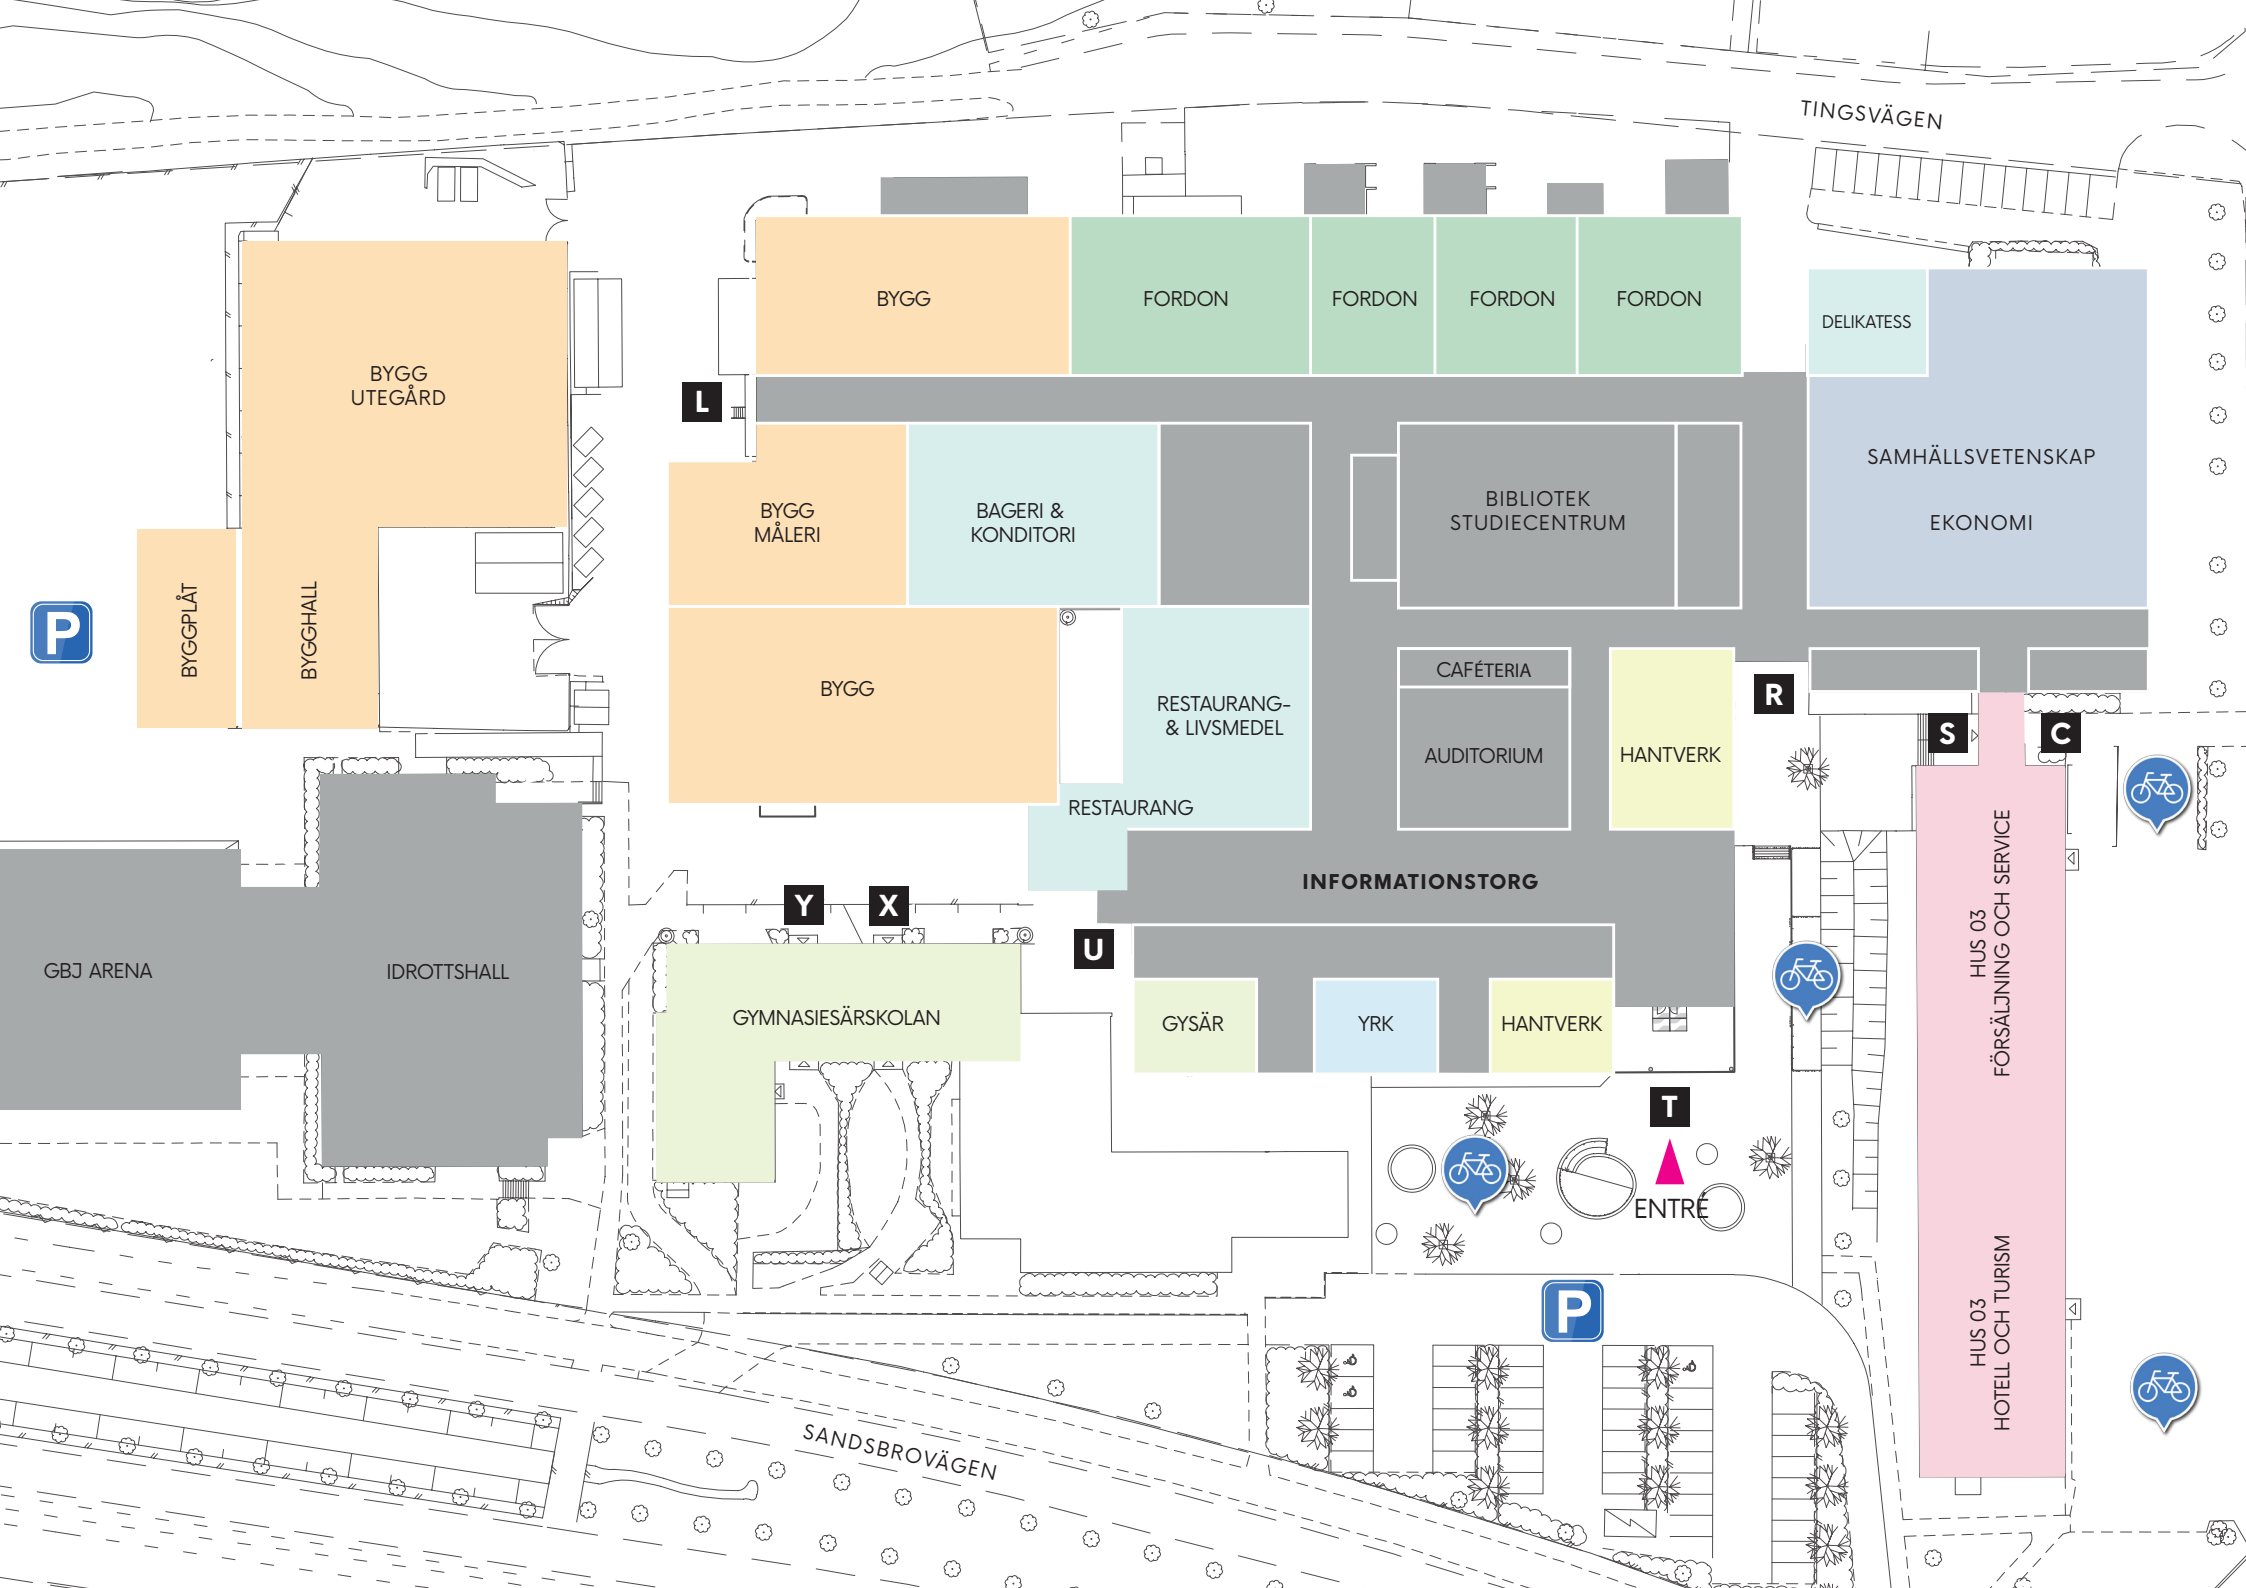 TINGSVÄGEN
BYGG
FORDON
FORDON
FORDON
FORDON
DELIKATESS
BYGG
UTEGÅRD
L
SAMHÄLLSVETENSKAP
EKONOMI
BYGG
MÅLERI
BAGERI &
KONDITORI
BIBLIOTEK
STUDIECENTRUM
P
BYGGPLÅT
BYGGHALL
BYGG
RESTAURANG-
& LIVSMEDEL
RESTAURANG
CAFÉTERIA
AUDITORIUM
HANTVERK
R
S
C
INFORMATIONSTORG
Y
X
U
GBJ ARENA
IDROTTSHALL
GYMNASIESÄRSKOLAN
GYSÄR
YRK
HANTVERK
HUS 03
FÖRSÄLJNING OCH SERVICE
T
ENTRÉ
P
HUS 03
HOTELL OCH TURISM
SANDSBROVÄGEN